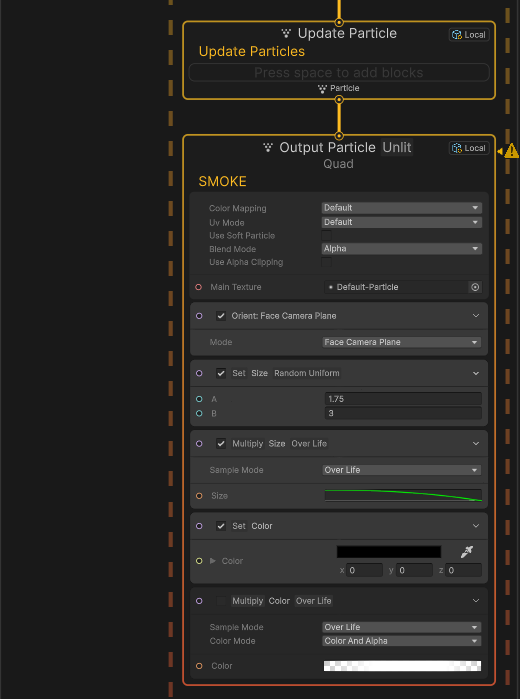 Update Particle
Local
Update Particles
Press space to add blocks
Particle
Output Particle Unlit
Local
Quad
SMOKE
Color Mapping Default
Uv Mode Default
Use Soft Particle
Blend Mode Alpha
Use Alpha Clipping
Main Texture Default-Particle
Orient: Face Camera Plane
Mode Face Camera Plane
Set Size Random Uniform
A 1.75
B 3
Multiply Size Over Life
Sample Mode Over Life
Size
Set Color
Color
x 0 y 0 z 0
Multiply Color Over Life
Sample Mode Over Life
Color Mode Color And Alpha
Color